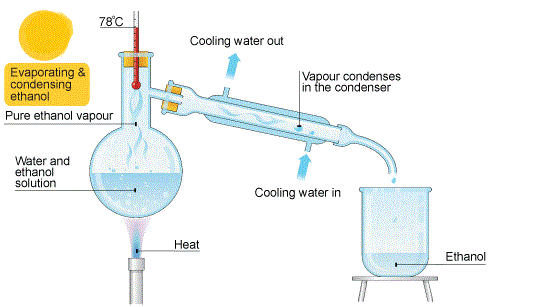 78°C
Cooling water out
Evaporating &
condensing
ethanol
Vapour condenses
in the condenser
Pure ethanol vapour
Water and
ethanol
solution
Cooling water in
Heat
Ethanol